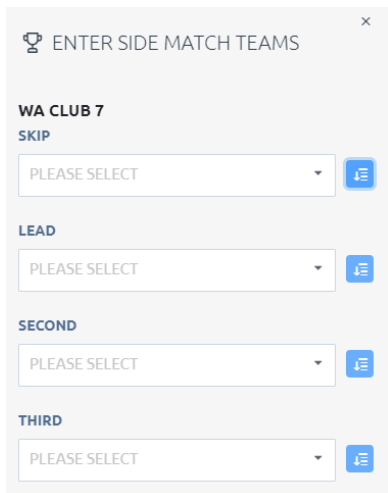 ENTER SIDE MATCH TEAMS
WA CLUB 7
SKIP
PLEASE SELECT
LEAD
PLEASE SELECT
SECOND
PLEASE SELECT
THIRD
PLEASE SELECT